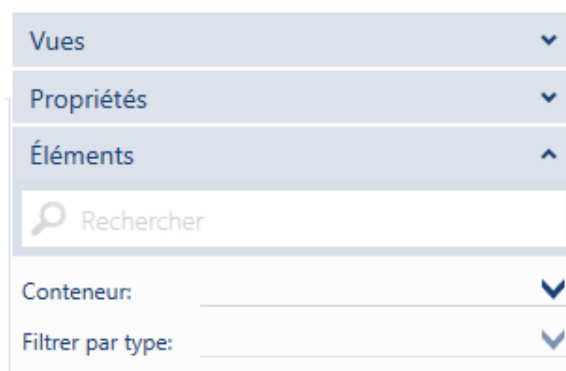 Vues
Propriétés
Éléments
Rechercher
Conteneur:
Filtrer par type: